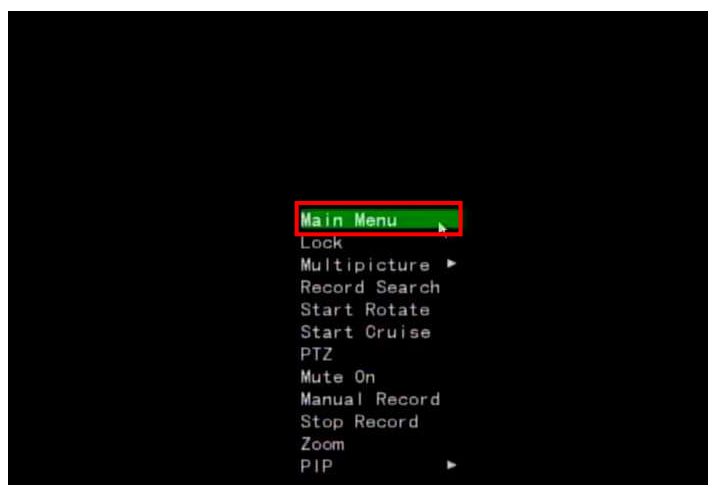 Main Menu
Lock
Multipicture ►
Record Search
Start Rotate
Start Cruise
PTZ
Mute On
Manual Record
Stop Record
Zoom
PIP ►